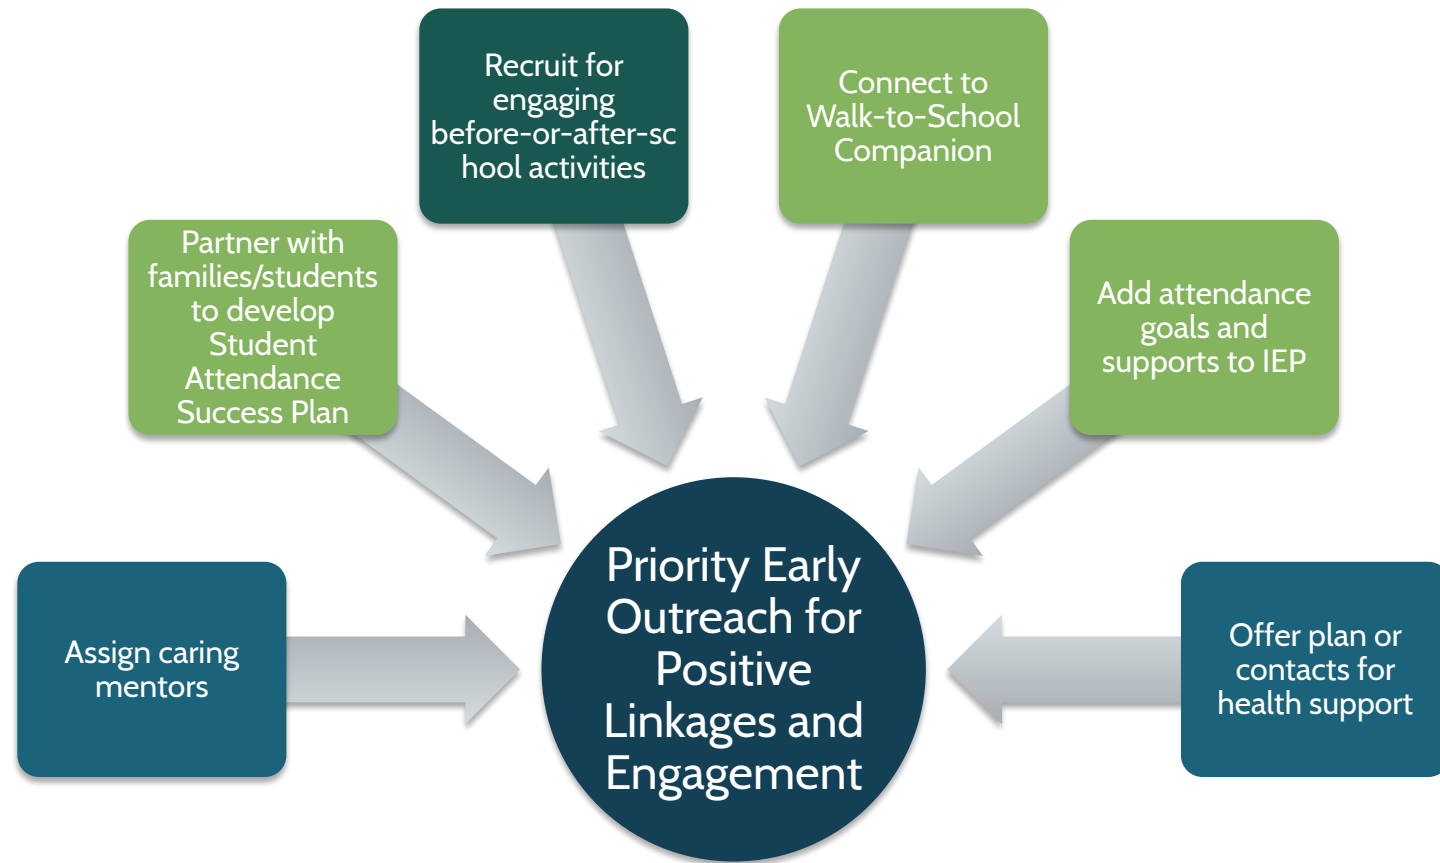 Recruit for
engaging
before-or-after-sc
hool activities
Connect to
Walk-to-School
Companion
Partner with
families/students
to develop
Student
Attendance
Success Plan
Add attendance
goals and
supports to IEP
Assign caring
mentors
Priority Early
Outreach for
Positive
Linkages and
Engagement
Offer plan or
contacts for
health support